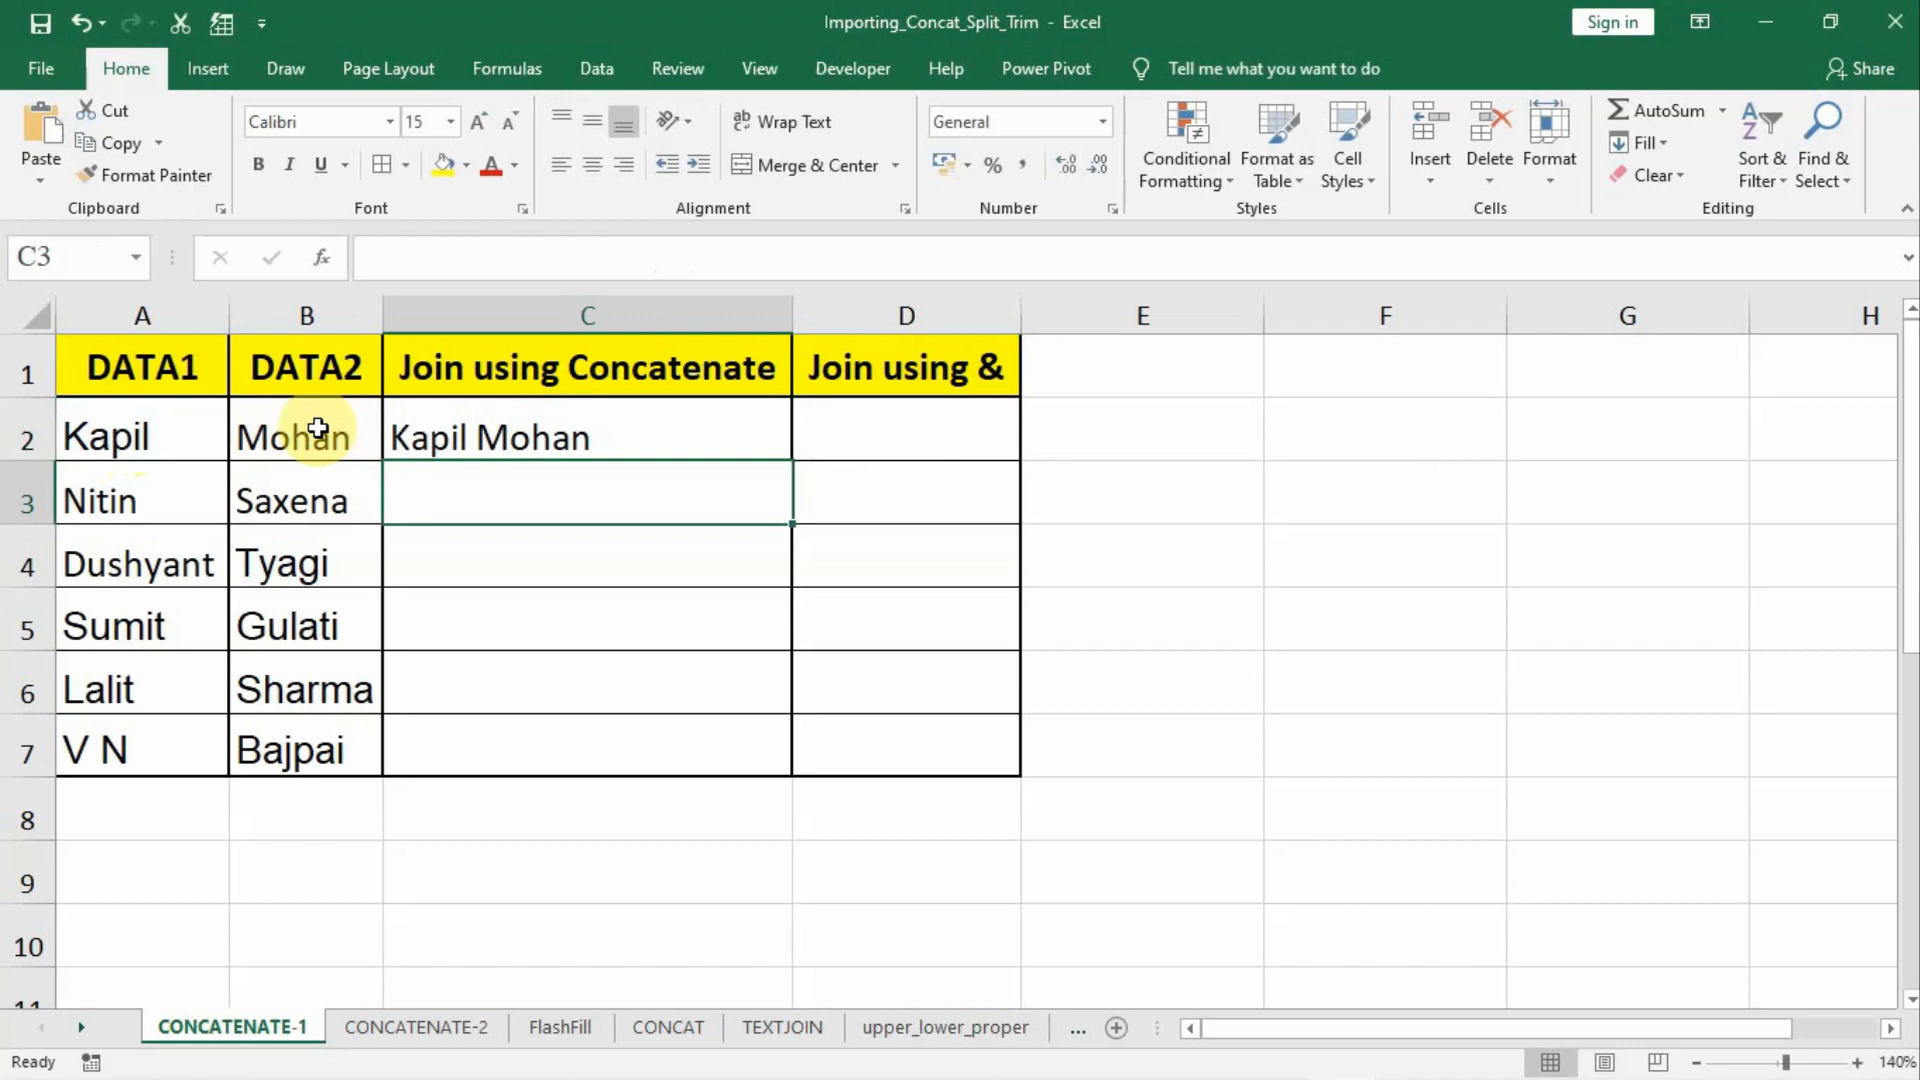 Importing_Concat_Split_Trim - Excel
Sign in
File Home Insert Draw Page Layout Formulas Data Review View Developer Help Power Pivot Tell me what you want to do Share
Paste
Cut
Copy
Format Painter
Clipboard
Calibri 15
B I U
Font
Wrap Text
Merge & Center
Alignment
General
Number
Conditional Formatting
Format as Table
Cell Styles
Styles
Insert Delete Format
Cells
AutoSum
Fill
Clear
Sort & Filter
Find & Select
Editing
C3 fx
A B C D E F G H
1 DATA1 DATA2 Join using Concatenate Join using &
2 Kapil Mohan Kapil Mohan
3 Nitin Saxena
4 Dushyant Tyagi
5 Sumit Gulati
6 Lalit Sharma
7 V N Bajpai
8
9
10
11
CONCATENATE-1 CONCATENATE-2 FlashFill CONCAT TEXTJOIN upper_lower_proper ...
Ready 140%